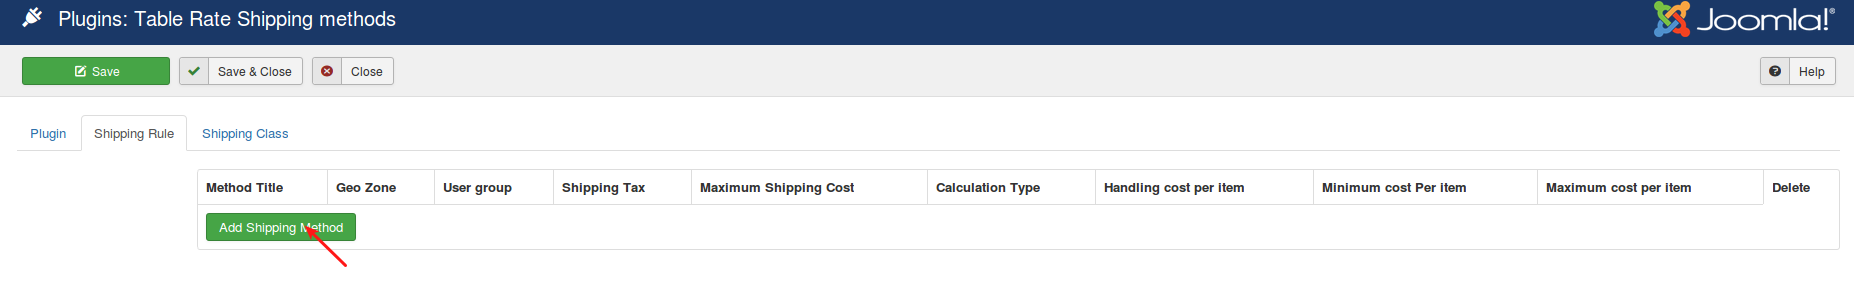 Plugins: Table Rate Shipping methods
Joomla!®
Save
Save & Close
Close
Help
Plugin
Shipping Rule
Shipping Class
Method Title
Geo Zone
User group
Shipping Tax
Maximum Shipping Cost
Calculation Type
Handling cost per item
Minimum cost Per item
Maximum cost per item
Delete
Add Shipping Method